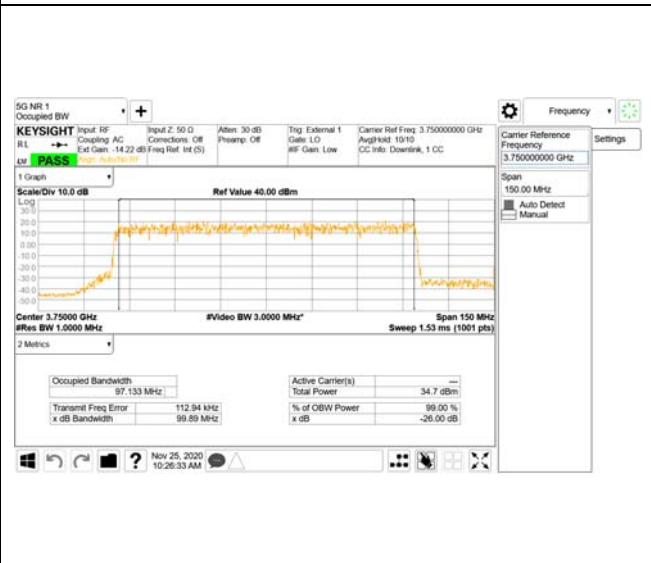 5G NR 1
Occupied BW
Frequency
KEYSIGHT
Input: RF
Coupling: AC
Ext Gain: -14.22 dB
Align: Auto/No RF
Input Z: 50 Ω
Corrections: Off
Freq Ref: Int (S)
Atten: 30 dB
Preamp: Off
Trig: External 1
Gate: LO
#IF Gain: Low
Carrier Ref Freq: 3.750000000 GHz
Avg|Hold: 10/10
CC Info: Downlink, 1 CC
RL
PASS
Carrier Reference
Frequency
3.750000000 GHz
Settings
Span
150.00 MHz
Auto Detect
Manual
1 Graph
Scale/Div 10.0 dB
Ref Value 40.00 dBm
Log
30.0
20.0
10.0
0.00
-10.0
-20.0
-30.0
-40.0
-50.0
Center 3.75000 GHz
#Video BW 3.0000 MHz*
Span 150 MHz
#Res BW 1.0000 MHz
Sweep 1.53 ms (1001 pts)
2 Metrics
Occupied Bandwidth
97.133 MHz
Transmit Freq Error 112.94 kHz
x dB Bandwidth 99.89 MHz
Active Carrier(s) ---
Total Power 34.7 dBm
% of OBW Power 99.00 %
x dB -26.00 dB
?
Nov 25, 2020
10:26:33 AM